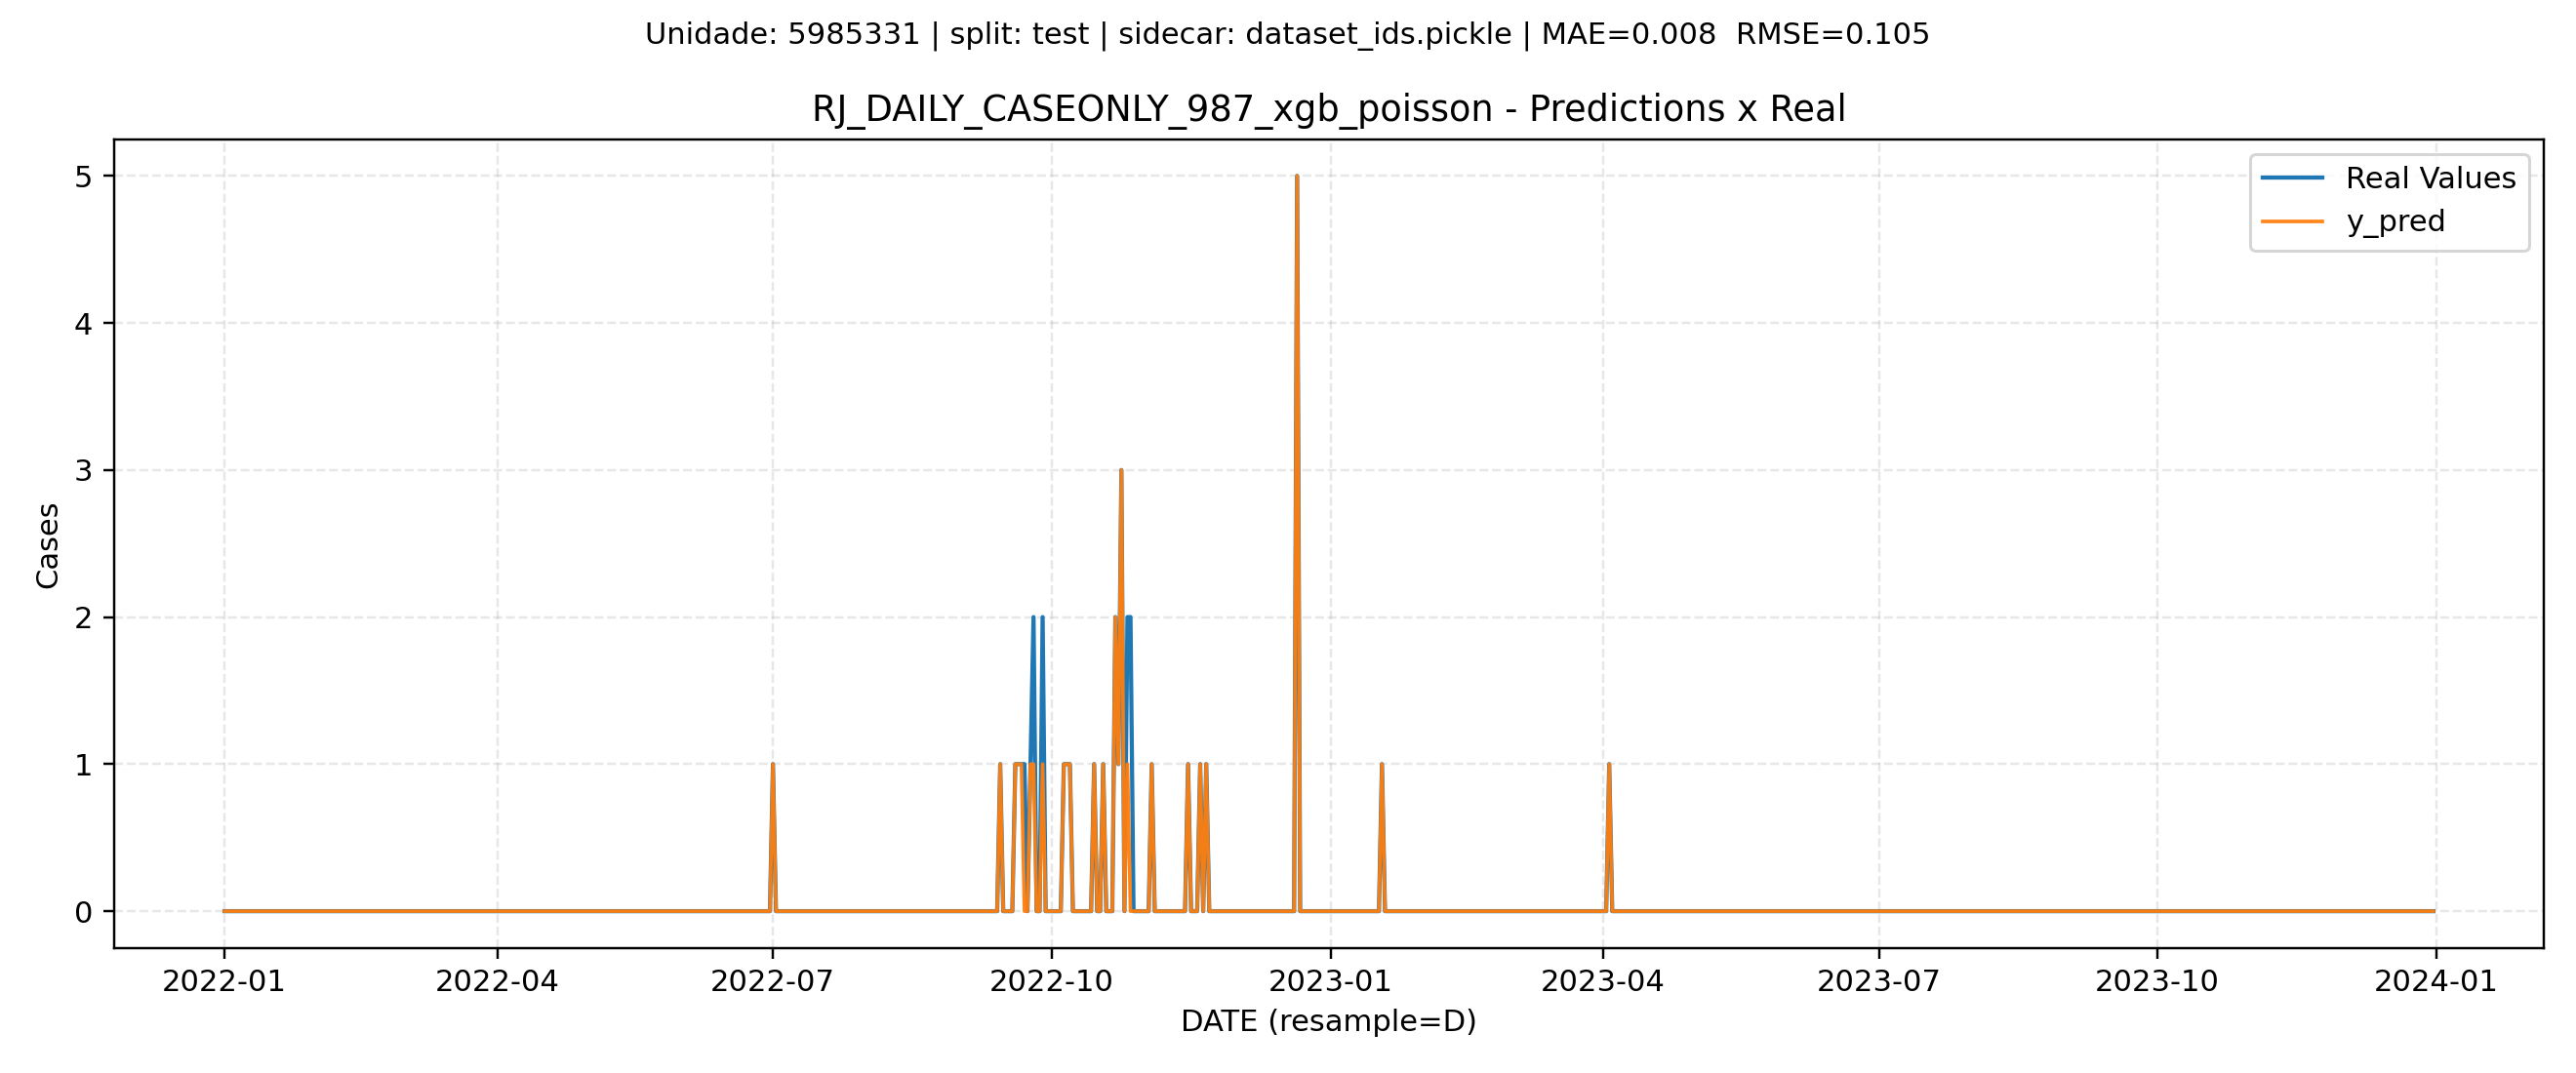 Unidade: 5985331 | split: test | sidecar: dataset_ids.pickle | MAE=0.008  RMSE=0.105
RJ_DAILY_CASEONLY_987_xgb_poisson - Predictions x Real
Real Values
y_pred
5
4
3
2
1
0
Cases
2022-01
2022-04
2022-07
2022-10
2023-01
2023-04
2023-07
2023-10
2024-01
DATE (resample=D)